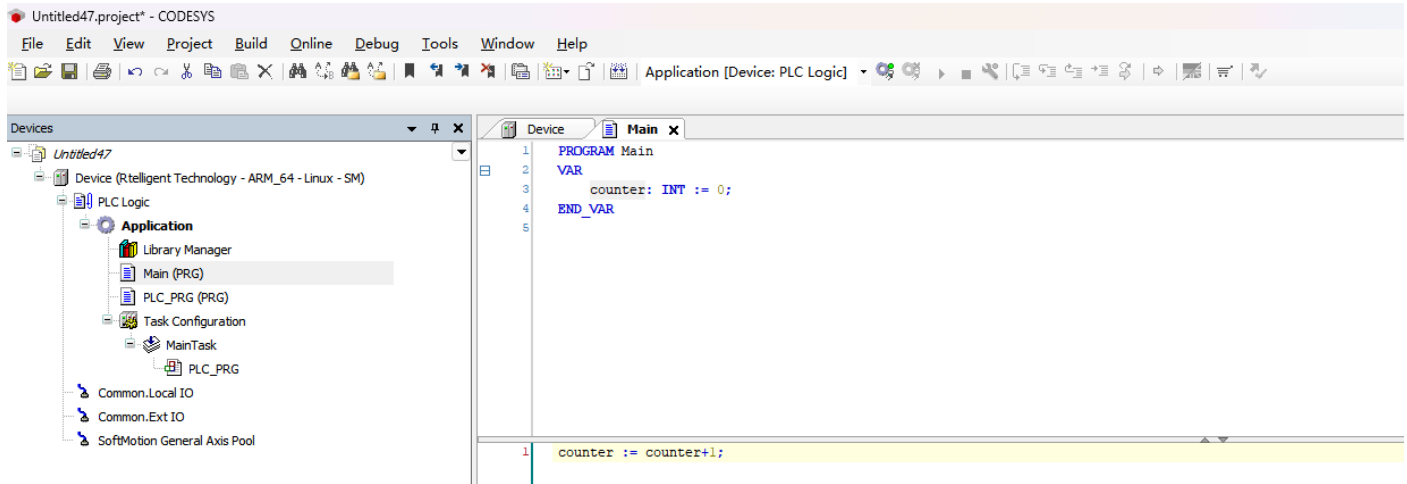 Untitled47.project* - CODESYS
File Edit View Project Build Online Debug Tools Window Help
Application [Device: PLC Logic]
Devices
Untitled47
Device (Rtelligent Technology - ARM_64 - Linux - SM)
PLC Logic
Application
Library Manager
Main (PRG)
PLC_PRG (PRG)
Task Configuration
MainTask
PLC_PRG
Common.Local IO
Common.Ext IO
SoftMotion General Axis Pool
Device Main
1 PROGRAM Main
2 VAR
3 counter: INT := 0;
4 END_VAR
5
1 counter := counter+1;